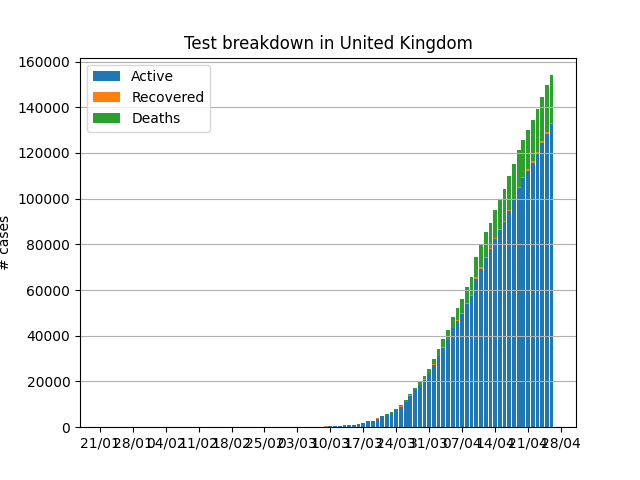 Test breakdown in United Kingdom
160000
140000
120000
100000
80000
60000
40000
20000
0
# cases
Active
Recovered
Deaths
21/01 28/01 04/02 11/02 18/02 25/02 03/03 10/03 17/03 24/03 31/03 07/04 14/04 21/04 28/04